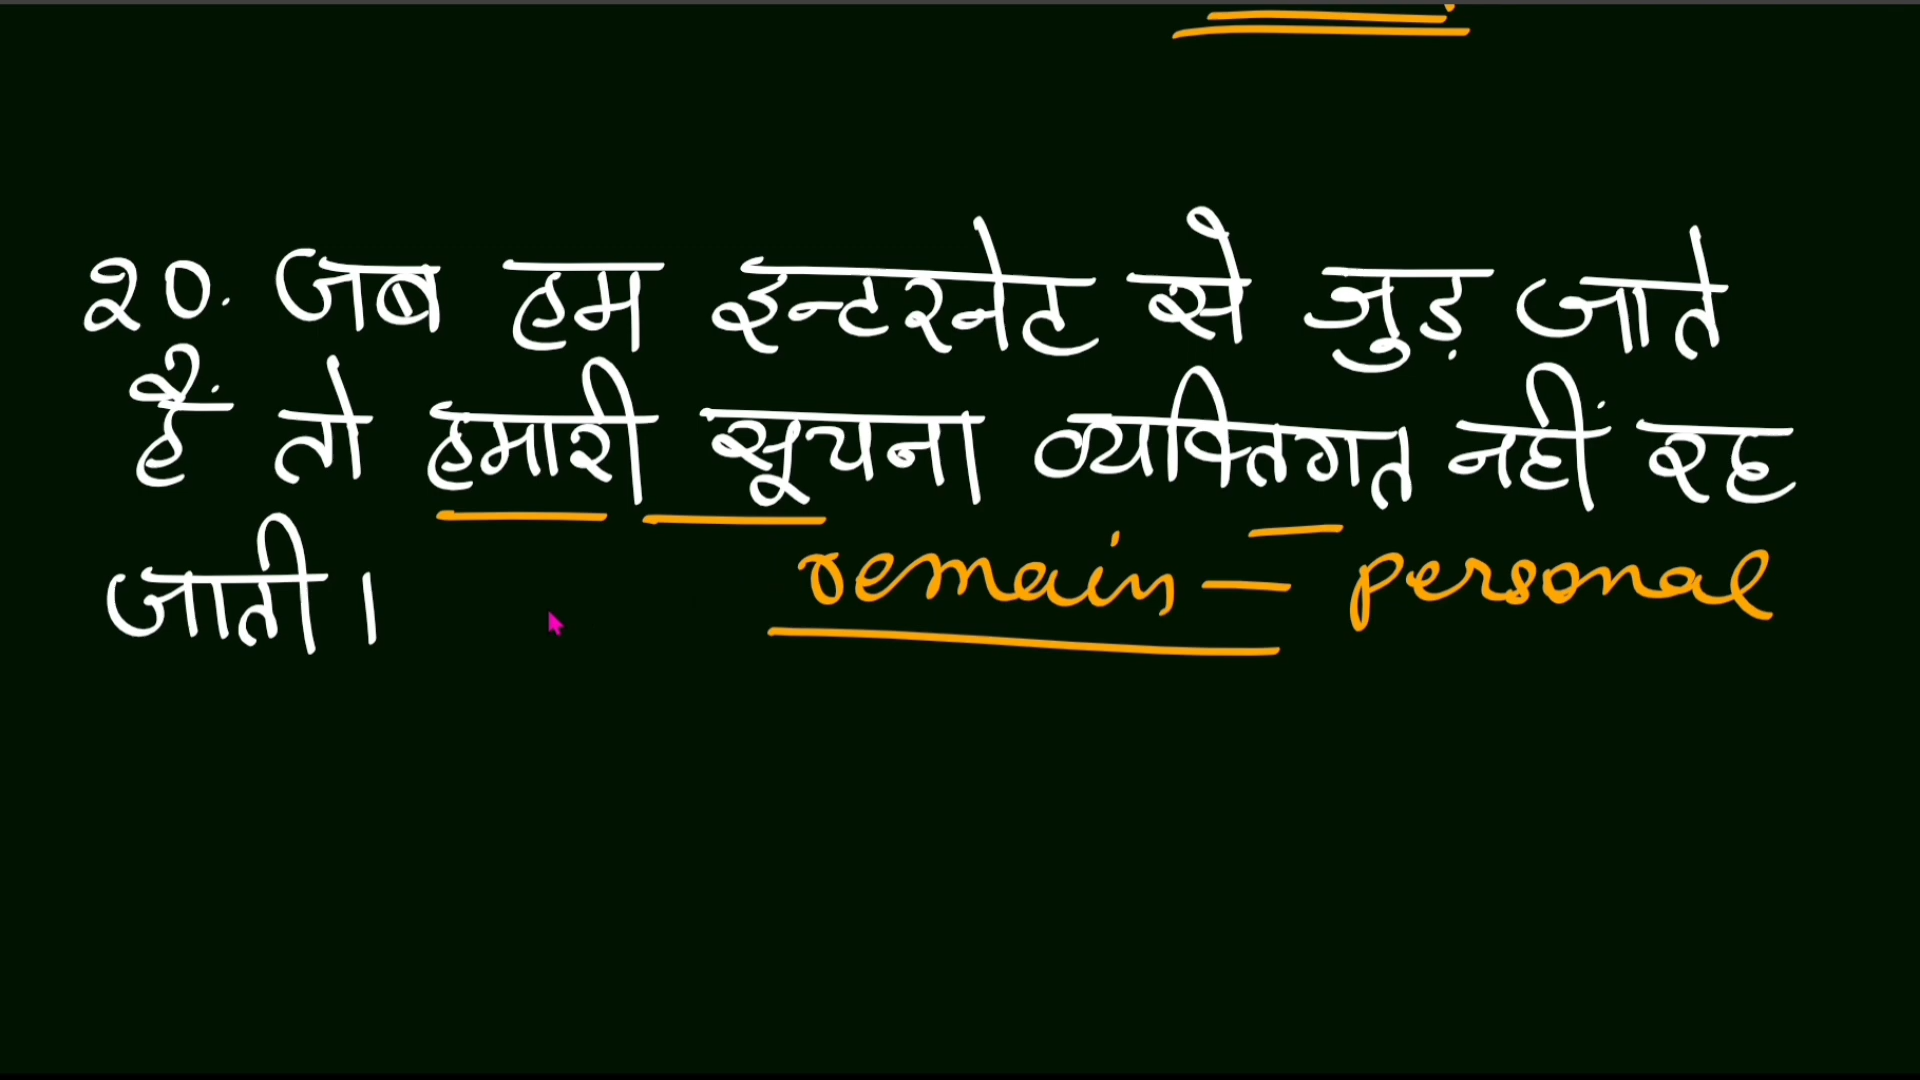 २०. जब हम इन्टरनेट से जुड़ जाते
हैं तो हमारी सूचना व्यक्तिगत नहीं रह
remain — personal
जाती।